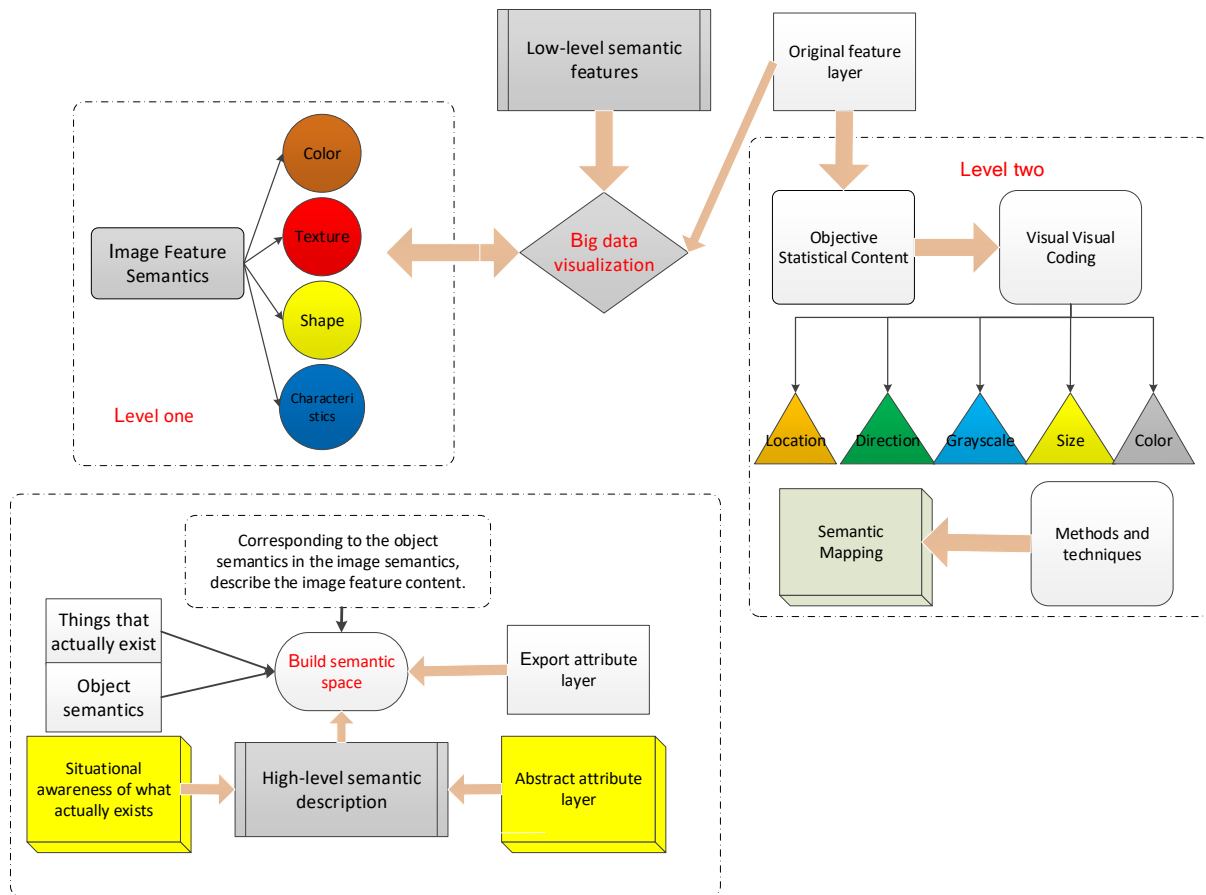 Low-level semantic
features
Original feature
layer
Color
Texture
Shape
Characteri
stics
Image Feature
Semantics
Level one
Big data
visualization
Level two
Objective
Statistical Content
Visual Visual
Coding
Location
Direction
Grayscale
Size
Color
Semantic
Mapping
Methods and
techniques
Corresponding to the object
semantics in the image semantics,
describe the image feature content.
Things that
actually exist
Object
semantics
Build semantic
space
Export attribute
layer
Situational
awareness of what
actually exists
High-level semantic
description
Abstract attribute
layer